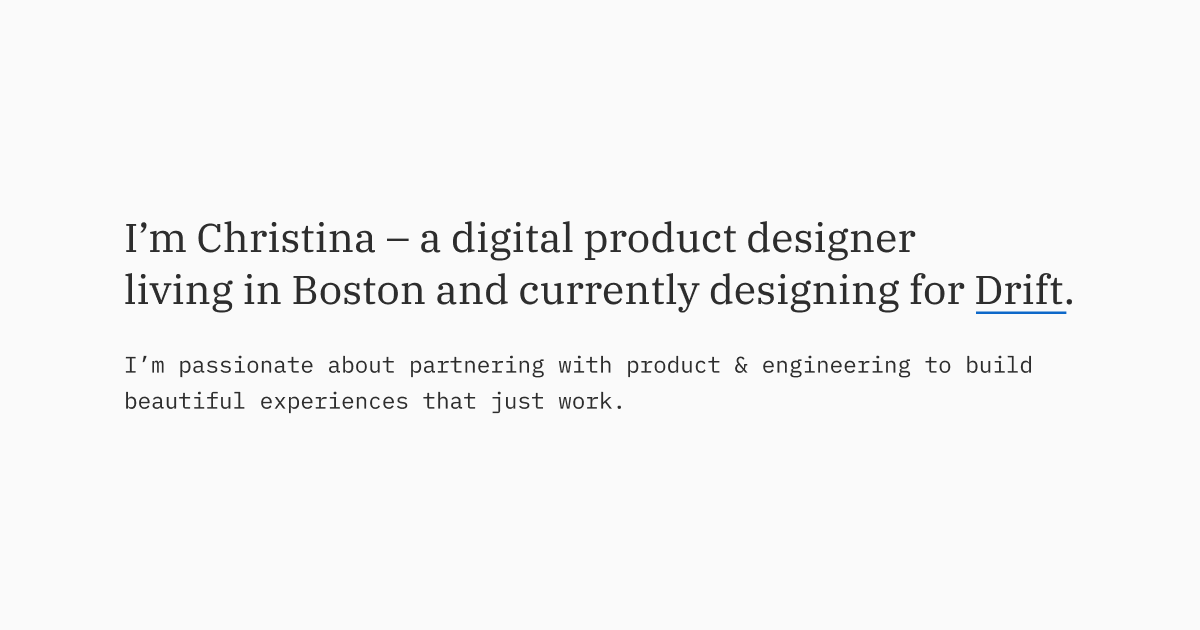 I’m Christina – a digital product designer
living in Boston and currently designing for Drift.
I’m passionate about partnering with product & engineering to build
beautiful experiences that just work.